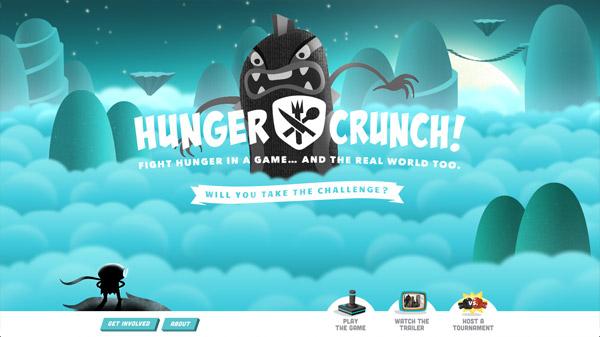 HUNGER CRUNCH!
FIGHT HUNGER IN A GAME... AND THE REAL WORLD TOO.
WILL YOU TAKE THE CHALLENGE?
GET INVOLVED
ABOUT
PLAY
THE GAME
WATCH THE
TRAILER
VS.
HOST A
TOURNAMENT